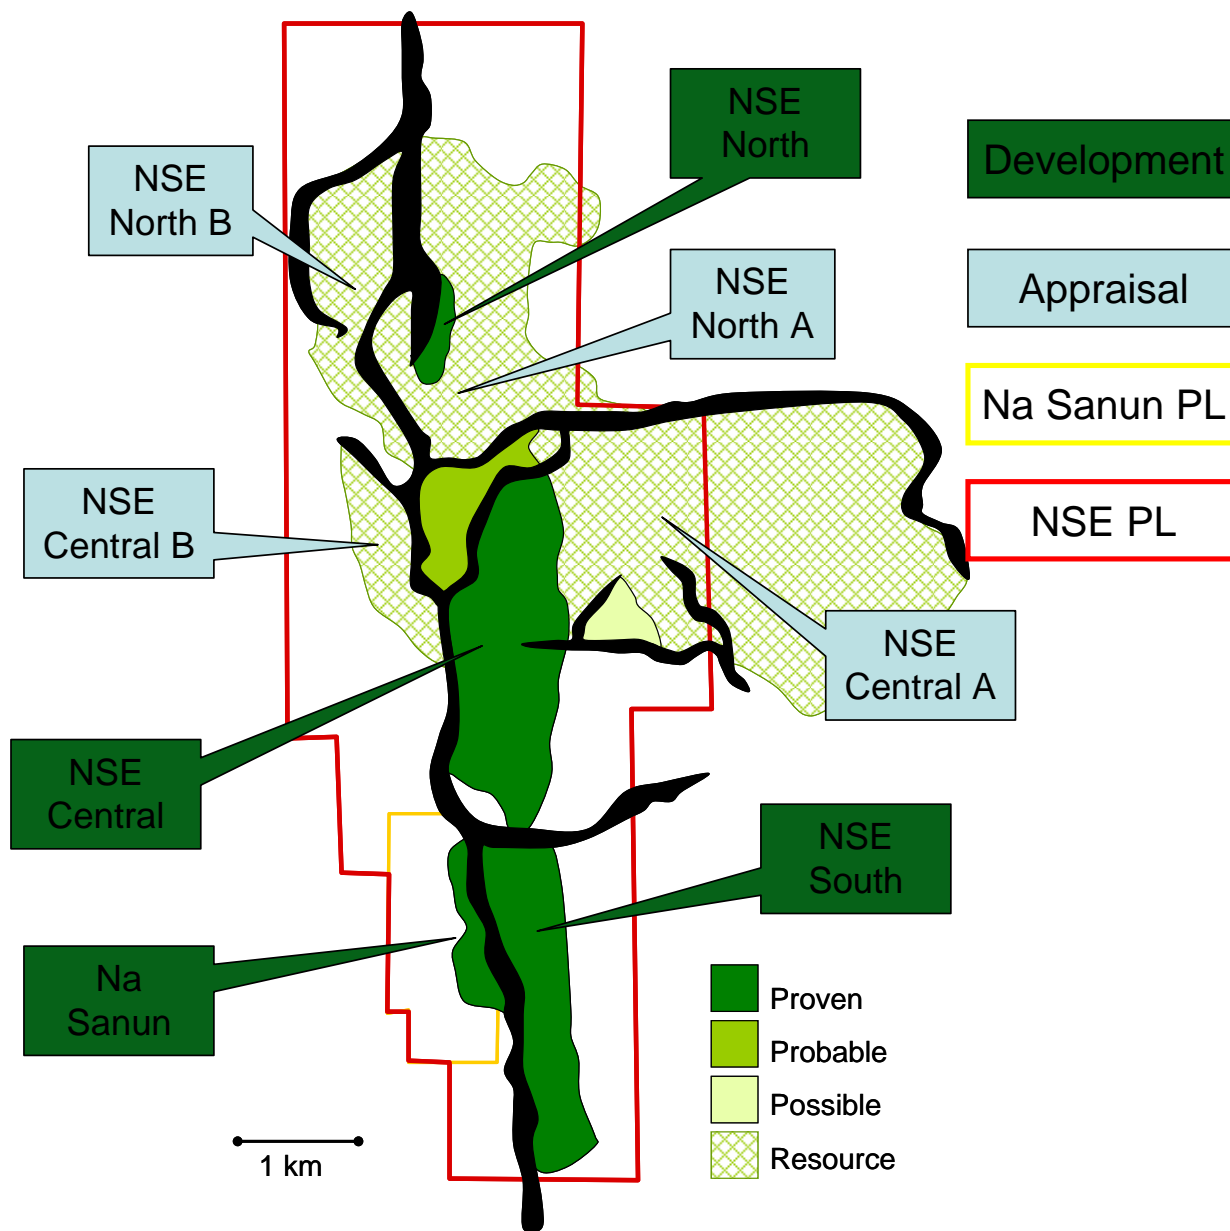 NSE
North
Development
NSE
North B
NSE
North A
Appraisal
Na Sanun PL
NSE
Central B
NSE PL
NSE
Central A
NSE
Central
NSE
South
Na
Sanun
Proven
Probable
Possible
Resource
1 km